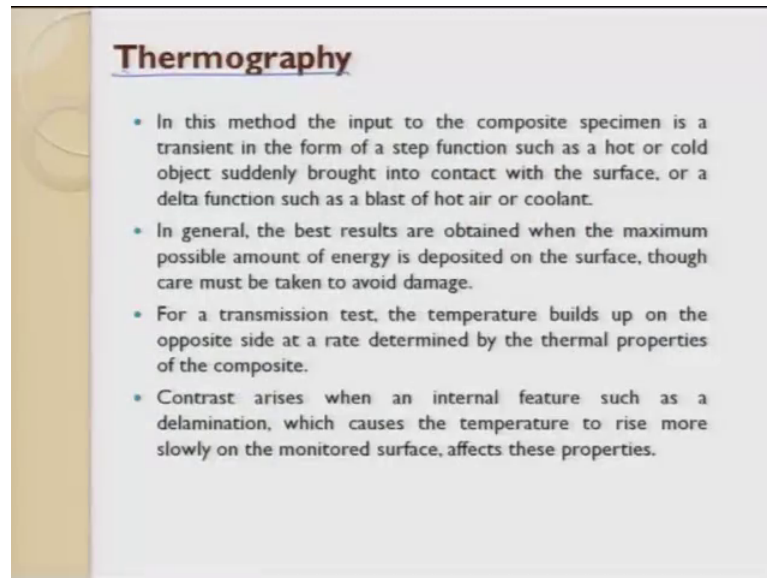 Thermography
• In this method the input to the composite specimen is a
transient in the form of a step function such as a hot or cold
object suddenly brought into contact with the surface, or a
delta function such as a blast of hot air or coolant.
• In general, the best results are obtained when the maximum
possible amount of energy is deposited on the surface, though
care must be taken to avoid damage.
• For a transmission test, the temperature builds up on the
opposite side at a rate determined by the thermal properties
of the composite.
• Contrast arises when an internal feature such as a
delamination, which causes the temperature to rise more
slowly on the monitored surface, affects these properties.